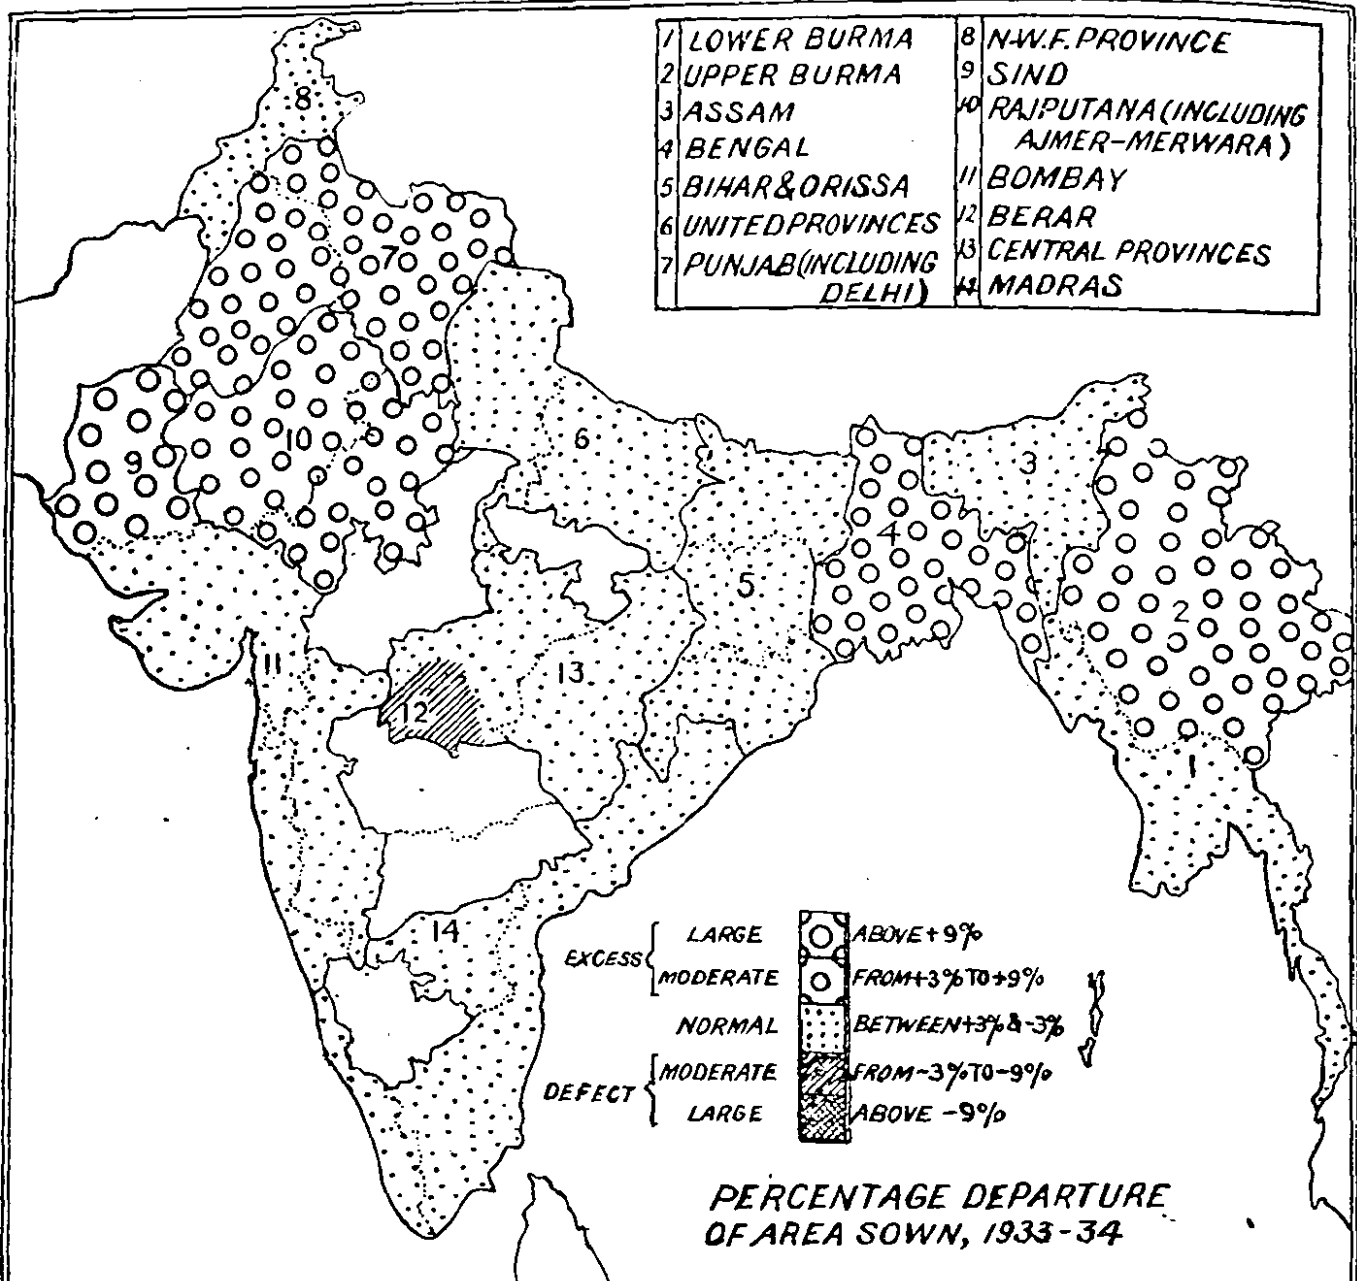 1 LOWER BURMA
2 UPPER BURMA
3 ASSAM
4 BENGAL
5 BIHAR & ORISSA
6 UNITED PROVINCES
7 PUNJAB (INCLUDING
DELHI)
8 N.W.F. PROVINCE
9 SIND
10 RAJPUTANA (INCLUDING
AJMER-MERWARA)
11 BOMBAY
12 BERAR
13 CENTRAL PROVINCES
14 MADRAS
8
7
6
3
10
9
4
5
2
11
13
12
1
14
EXCESS { LARGE ABOVE +9%
MODERATE FROM +3% TO +9%
NORMAL BETWEEN +3% & -3%
DEFECT { MODERATE FROM -3% TO -9%
LARGE ABOVE -9%
PERCENTAGE DEPARTURE
OF AREA SOWN, 1933-34